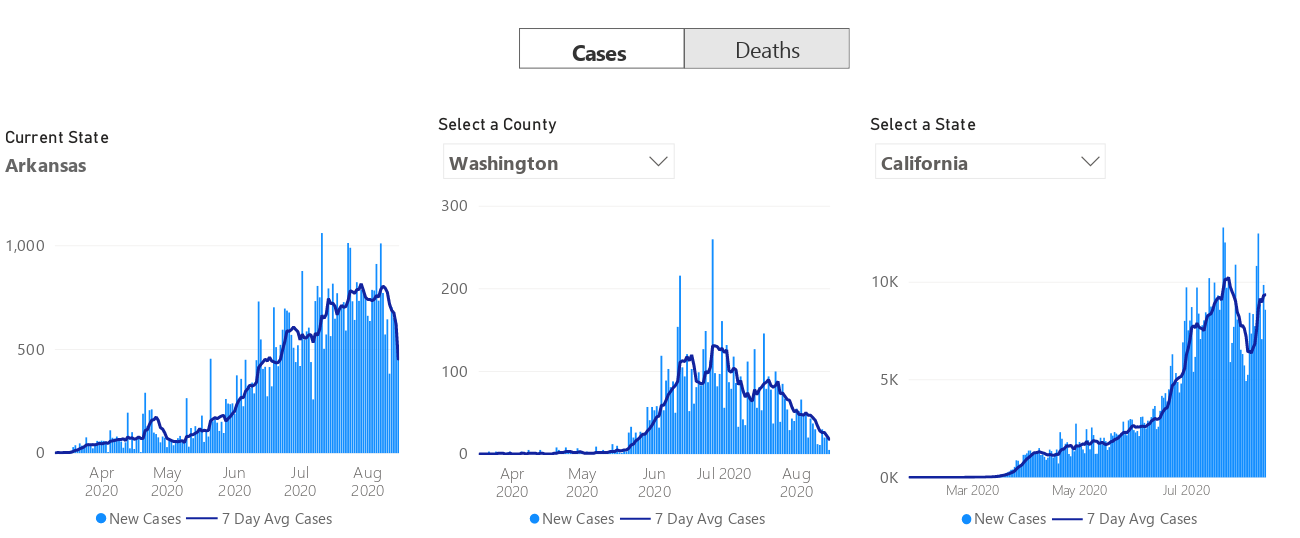 Cases Deaths
Current State
Arkansas
Select a County
Washington
Select a State
California
1,000
500
0
Apr 2020
May 2020
Jun 2020
Jul 2020
Aug 2020
New Cases 7 Day Avg Cases
300
200
100
0
Apr 2020
May 2020
Jun 2020
Jul 2020
Aug 2020
New Cases 7 Day Avg Cases
10K
5K
0K
Mar 2020
May 2020
Jul 2020
New Cases 7 Day Avg Cases